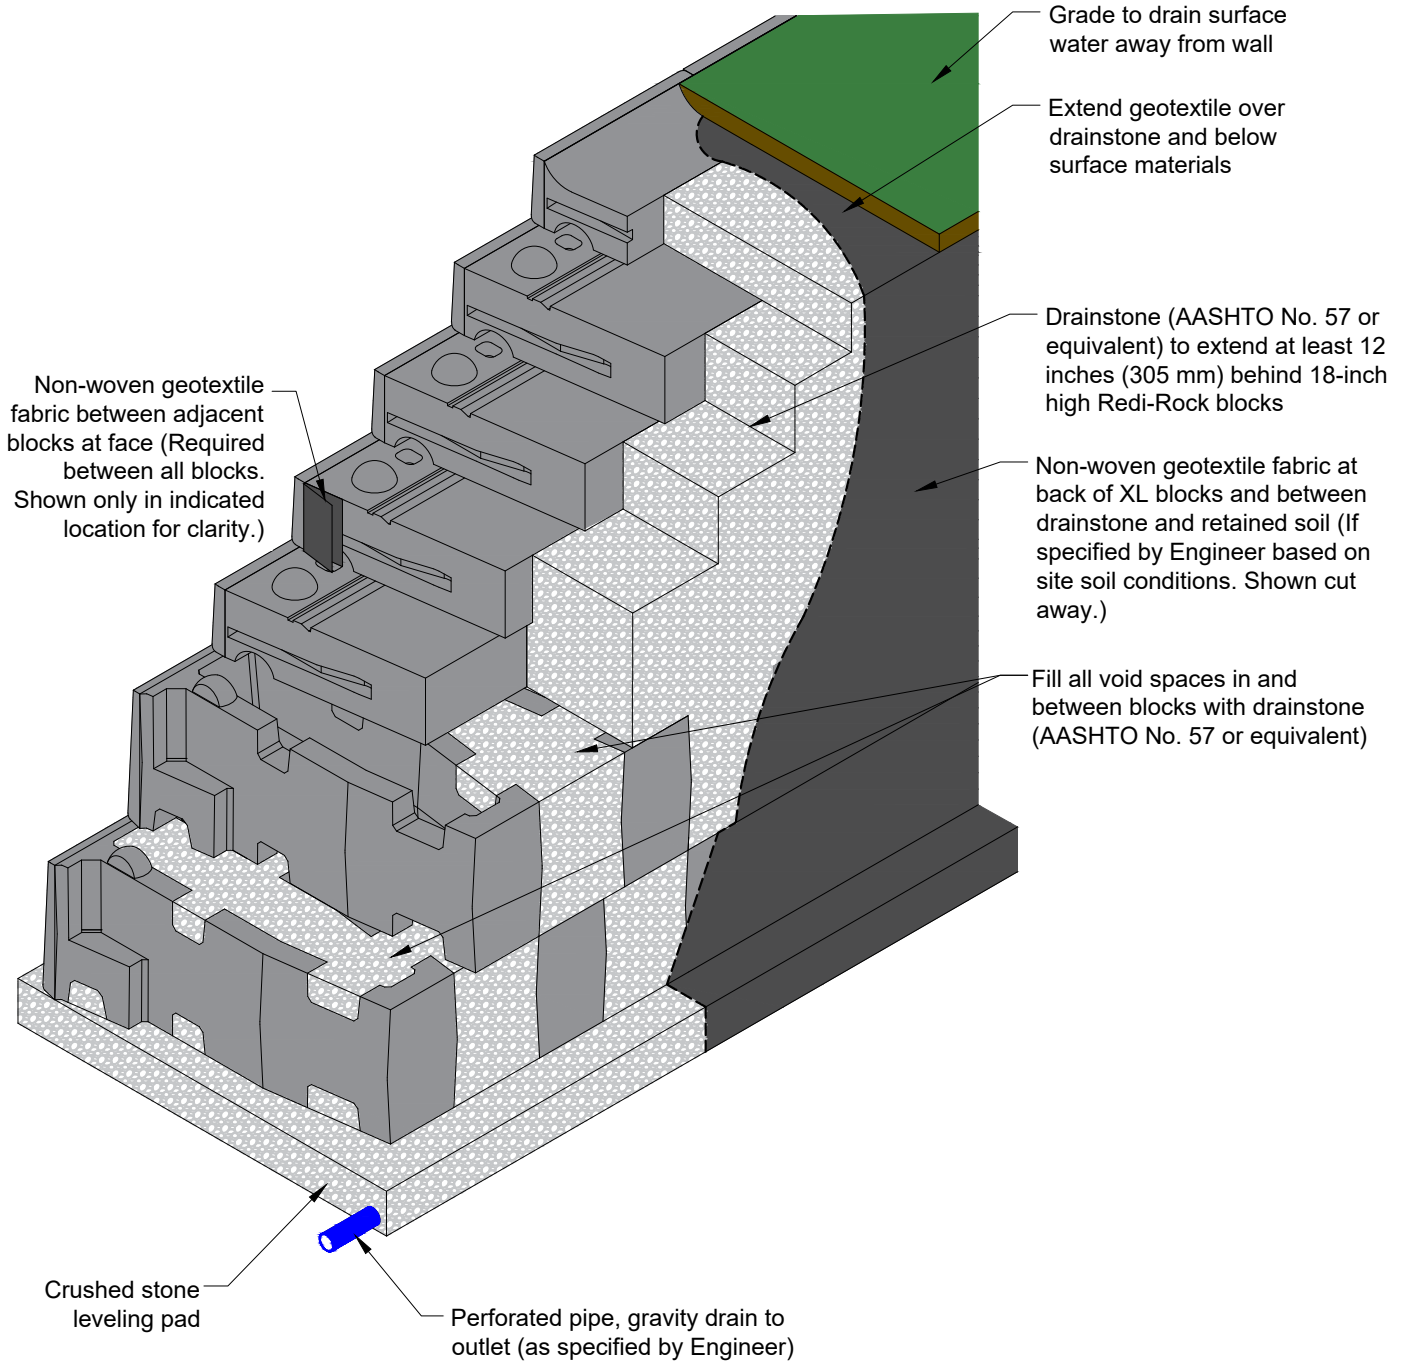 Grade to drain surface
water away from wall
Extend geotextile over
drainstone and below
surface materials
Drainstone (AASHTO No. 57 or
equivalent) to extend at least 12
inches (305 mm) behind 18-inch
high Redi-Rock blocks
Non-woven geotextile
fabric between adjacent
blocks at face (Required
between all blocks.
Shown only in indicated
location for clarity.)
Non-woven geotextile fabric at
back of XL blocks and between
drainstone and retained soil (If
specified by Engineer based on
site soil conditions. Shown cut
away.)
Fill all void spaces in and
between blocks with drainstone
(AASHTO No. 57 or equivalent)
Crushed stone
leveling pad
Perforated pipe, gravity drain to
outlet (as specified by Engineer)